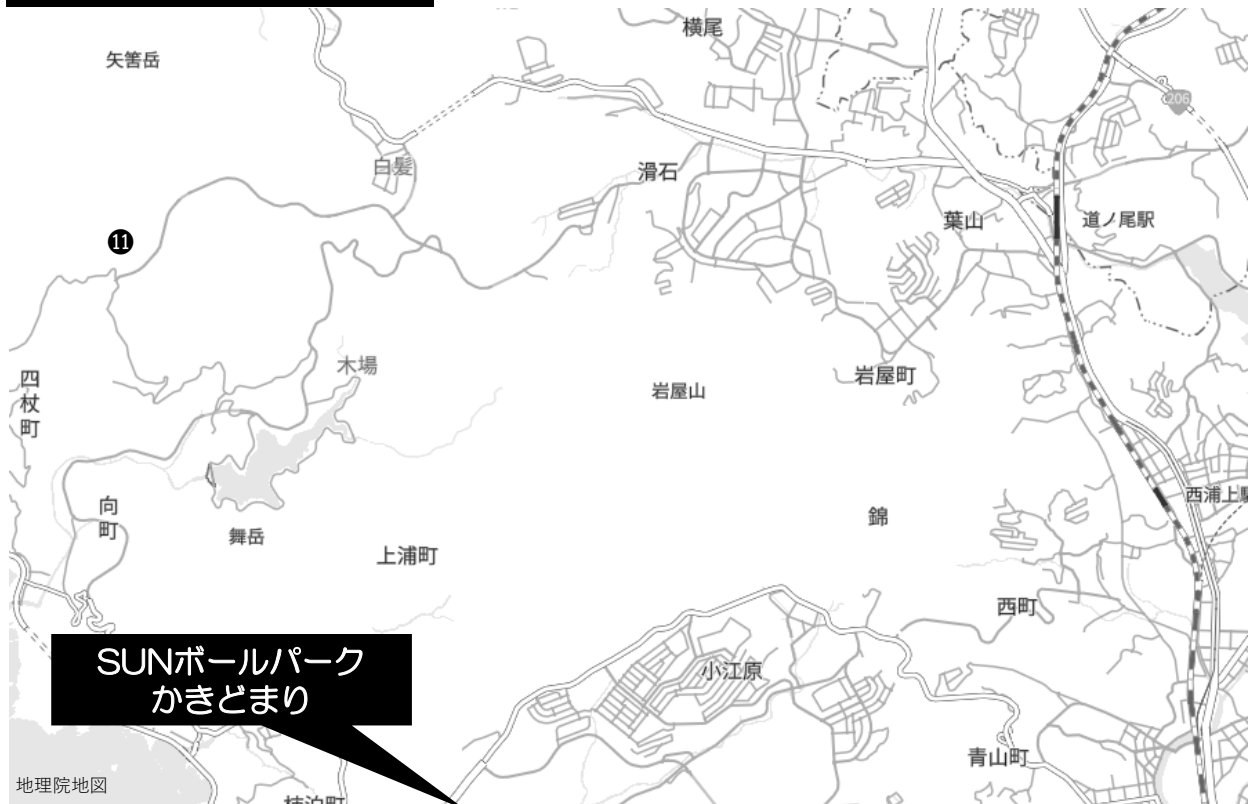 横尾
矢筈岳
206
白髪
滑石
葉山
道ノ尾駅
⓫
木場
四杖町
岩屋山
岩屋町
西浦上
向町
錦
舞岳
上浦町
西町
SUNボールパーク
かきどまり
小江原
青山町
地理院地図